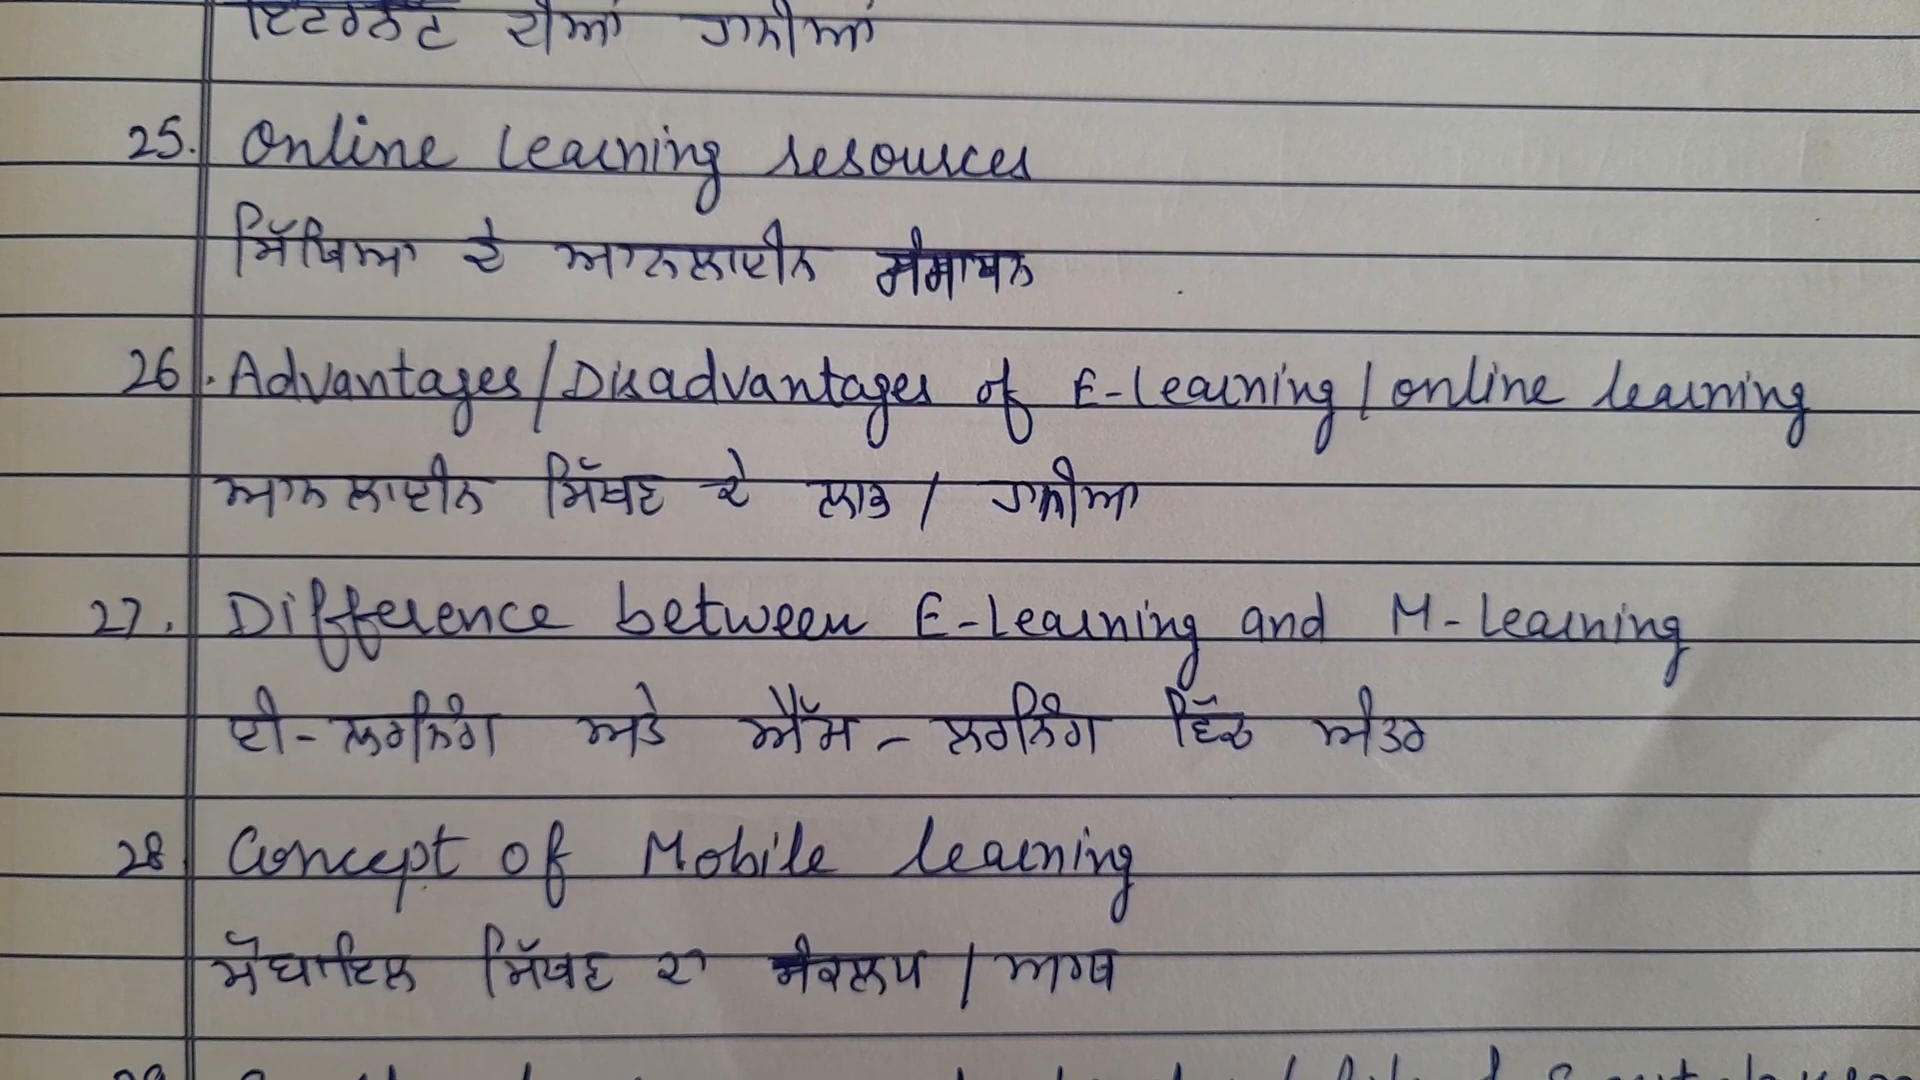 ਇੰਟਰਨੈਟ ਦੀਆਂ ਹਾਨੀਆਂ
25. Online Learning resources
ਸਿੱਖਿਆ ਦੇ ਆਨਲਾਈਨ ਸੰਸਾਧਨ
26. Advantages/Disadvantages of E-learning/online learning
ਆਨਲਾਈਨ ਸਿੱਖਣ ਦੇ ਲਾਭ / ਹਾਨੀਆ
27. Difference between E-Learning and M-Learning
ਈ-ਲਰਨਿੰਗ ਅਤੇ ਐੱਮ-ਲਰਨਿੰਗ ਵਿੱਚ ਅੰਤਰ
28. Concept of Mobile learning
ਮੋਬਾਇਲ ਸਿੱਖਣ ਦਾ ਸੰਕਲਪ / ਅਰਥ